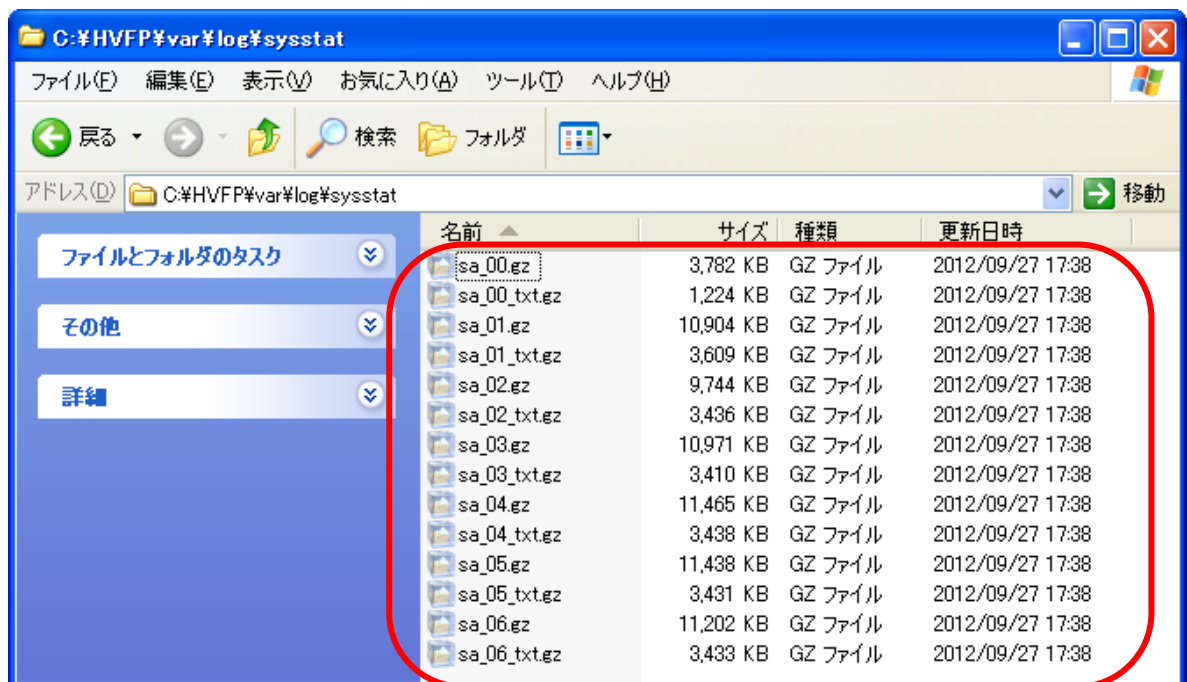 C:¥HVFP¥var¥log¥sysstat
ファイル(F) 編集(E) 表示(V) お気に入り(A) ツール(T) ヘルプ(H)
戻る 検索 フォルダ
アドレス(D) C:¥HVFP¥var¥log¥sysstat 移動
ファイルとフォルダのタスク
その他
詳細
名前 サイズ 種類 更新日時
sa_00.gz 3,782 KB GZ ファイル 2012/09/27 17:38
sa_00_txt.gz 1,224 KB GZ ファイル 2012/09/27 17:38
sa_01.gz 10,904 KB GZ ファイル 2012/09/27 17:38
sa_01_txt.gz 3,609 KB GZ ファイル 2012/09/27 17:38
sa_02.gz 9,744 KB GZ ファイル 2012/09/27 17:38
sa_02_txt.gz 3,436 KB GZ ファイル 2012/09/27 17:38
sa_03.gz 10,971 KB GZ ファイル 2012/09/27 17:38
sa_03_txt.gz 3,410 KB GZ ファイル 2012/09/27 17:38
sa_04.gz 11,465 KB GZ ファイル 2012/09/27 17:38
sa_04_txt.gz 3,438 KB GZ ファイル 2012/09/27 17:38
sa_05.gz 11,438 KB GZ ファイル 2012/09/27 17:38
sa_05_txt.gz 3,431 KB GZ ファイル 2012/09/27 17:38
sa_06.gz 11,202 KB GZ ファイル 2012/09/27 17:38
sa_06_txt.gz 3,433 KB GZ ファイル 2012/09/27 17:38